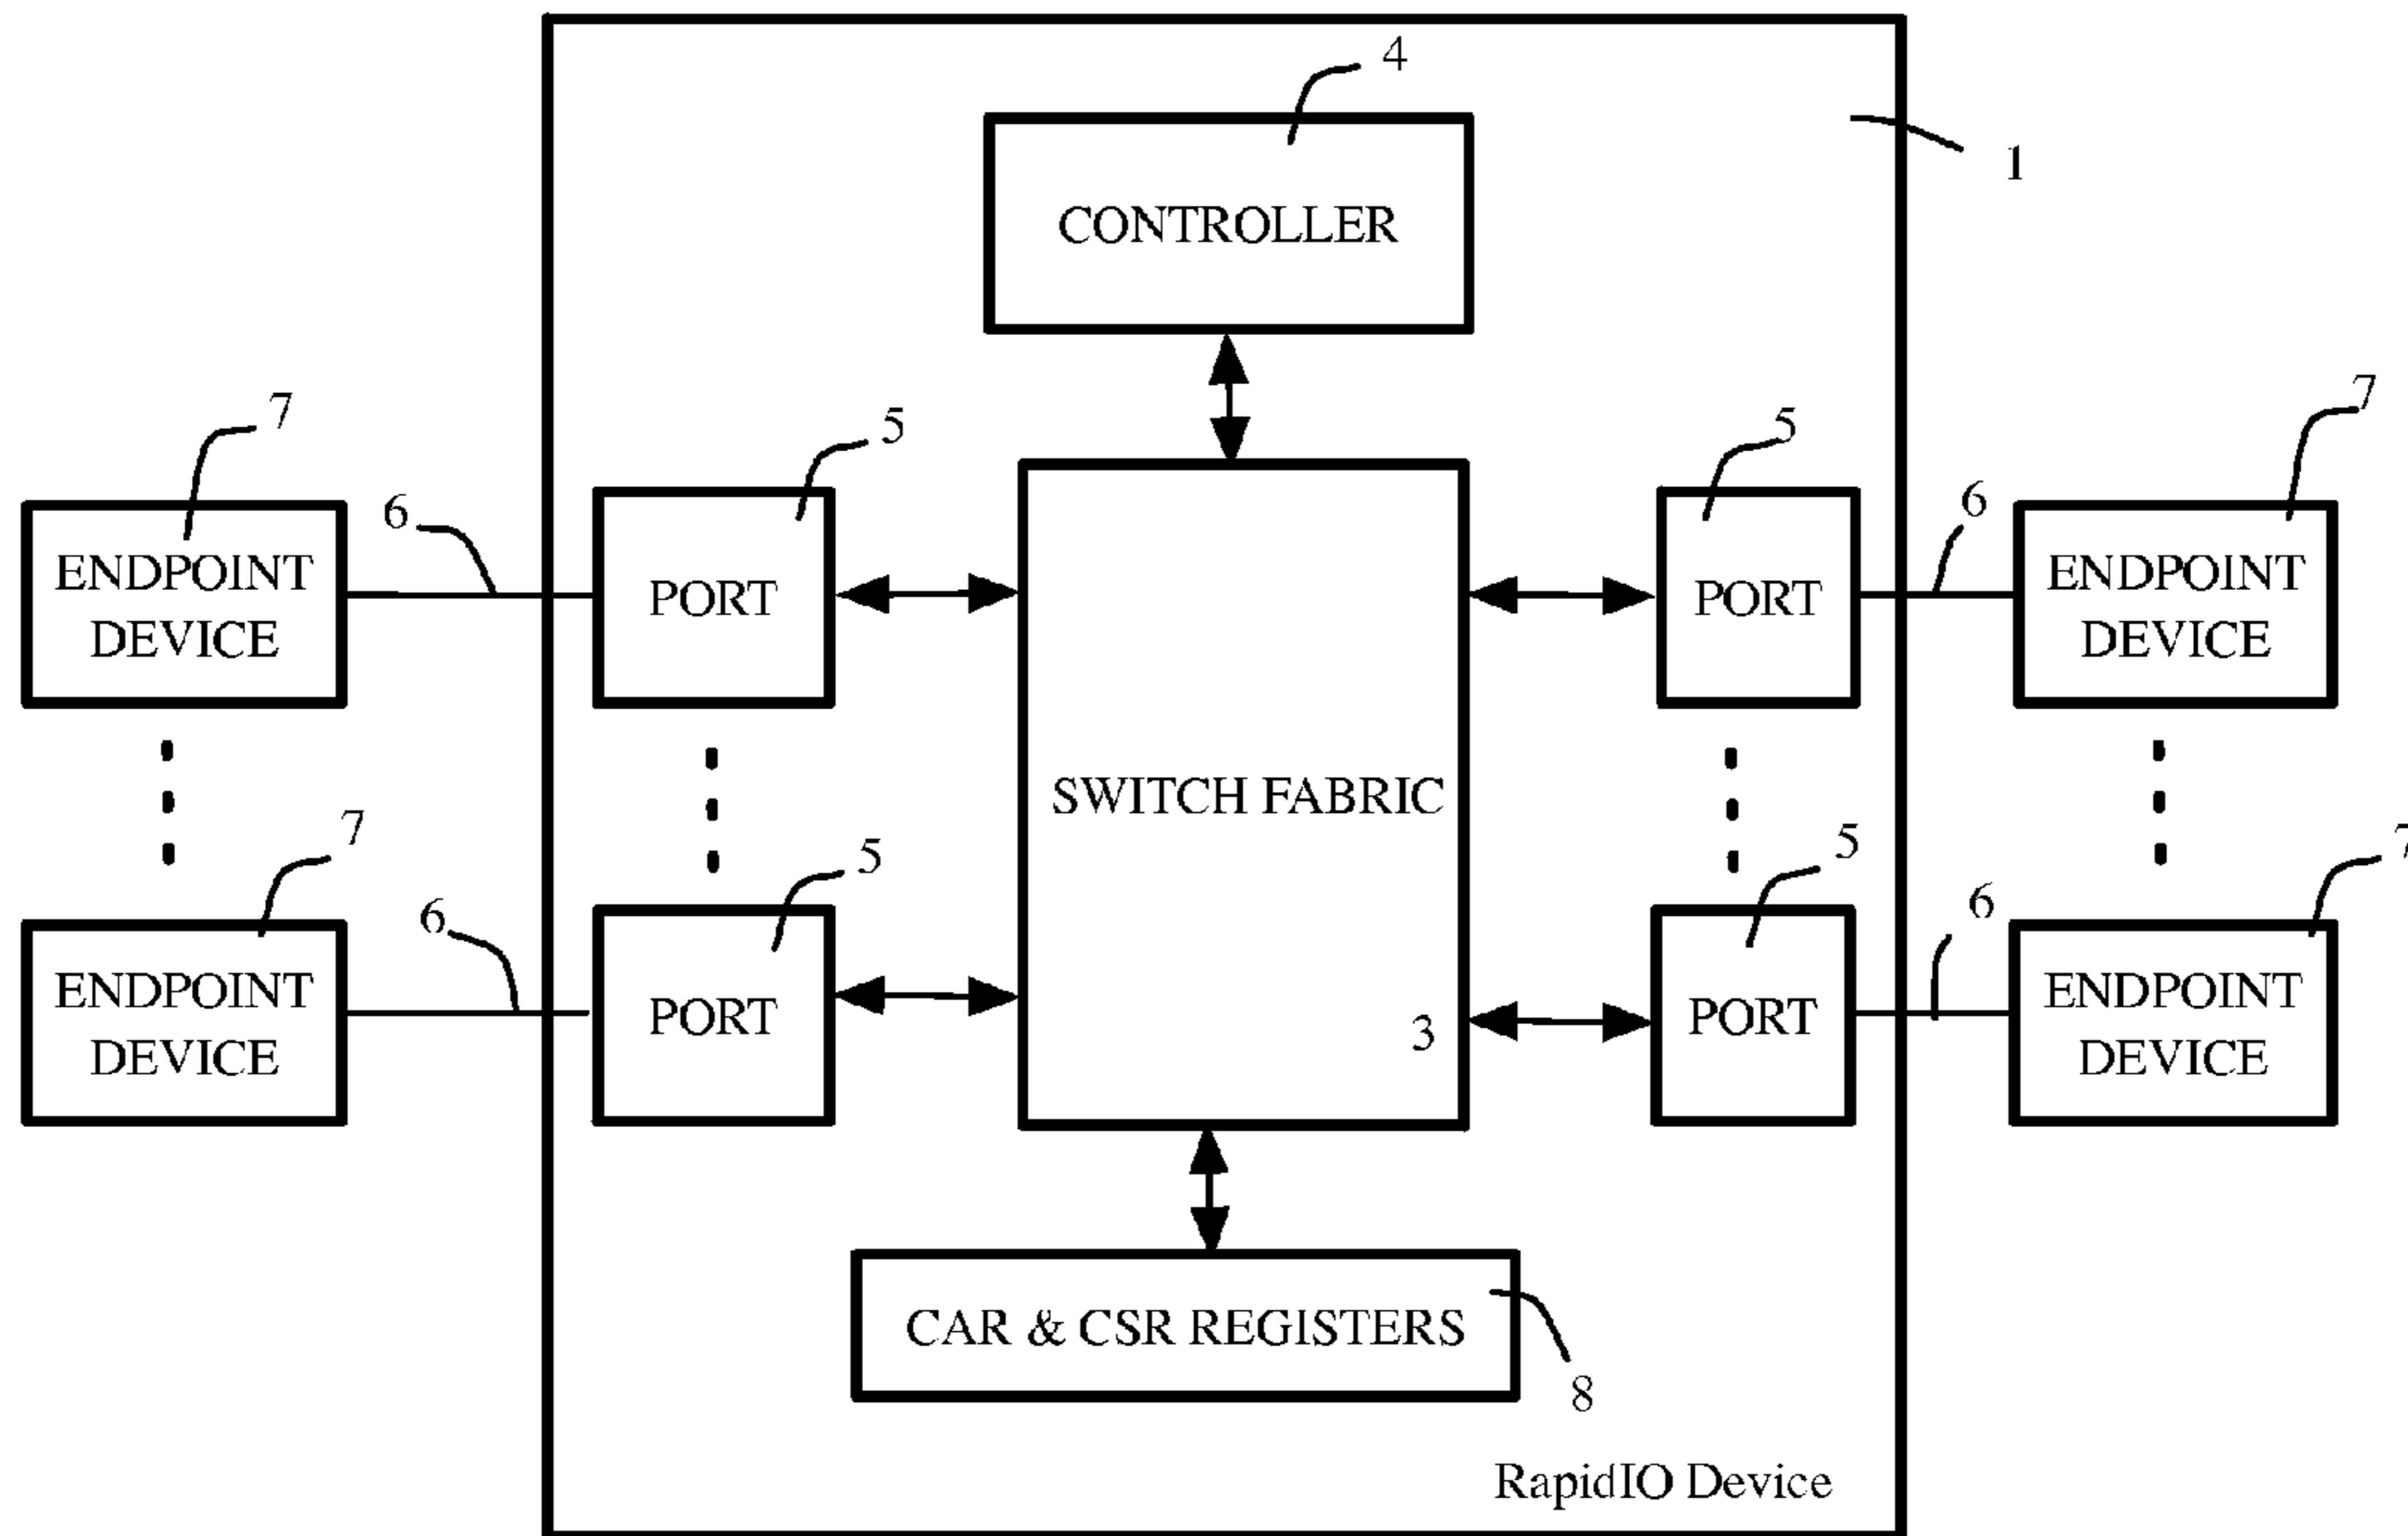 4
1
CONTROLLER
7
5
5
7
6
6
ENDPOINT
DEVICE
PORT
PORT
ENDPOINT
DEVICE
SWITCH FABRIC
7
5
5
7
6
6
ENDPOINT
DEVICE
PORT
3
PORT
ENDPOINT
DEVICE
CAR & CSR REGISTERS
8
RapidIO Device